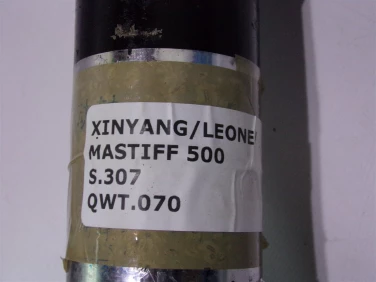 XINYANG/LEONE
MASTIFF 500
S.307
QWT.070